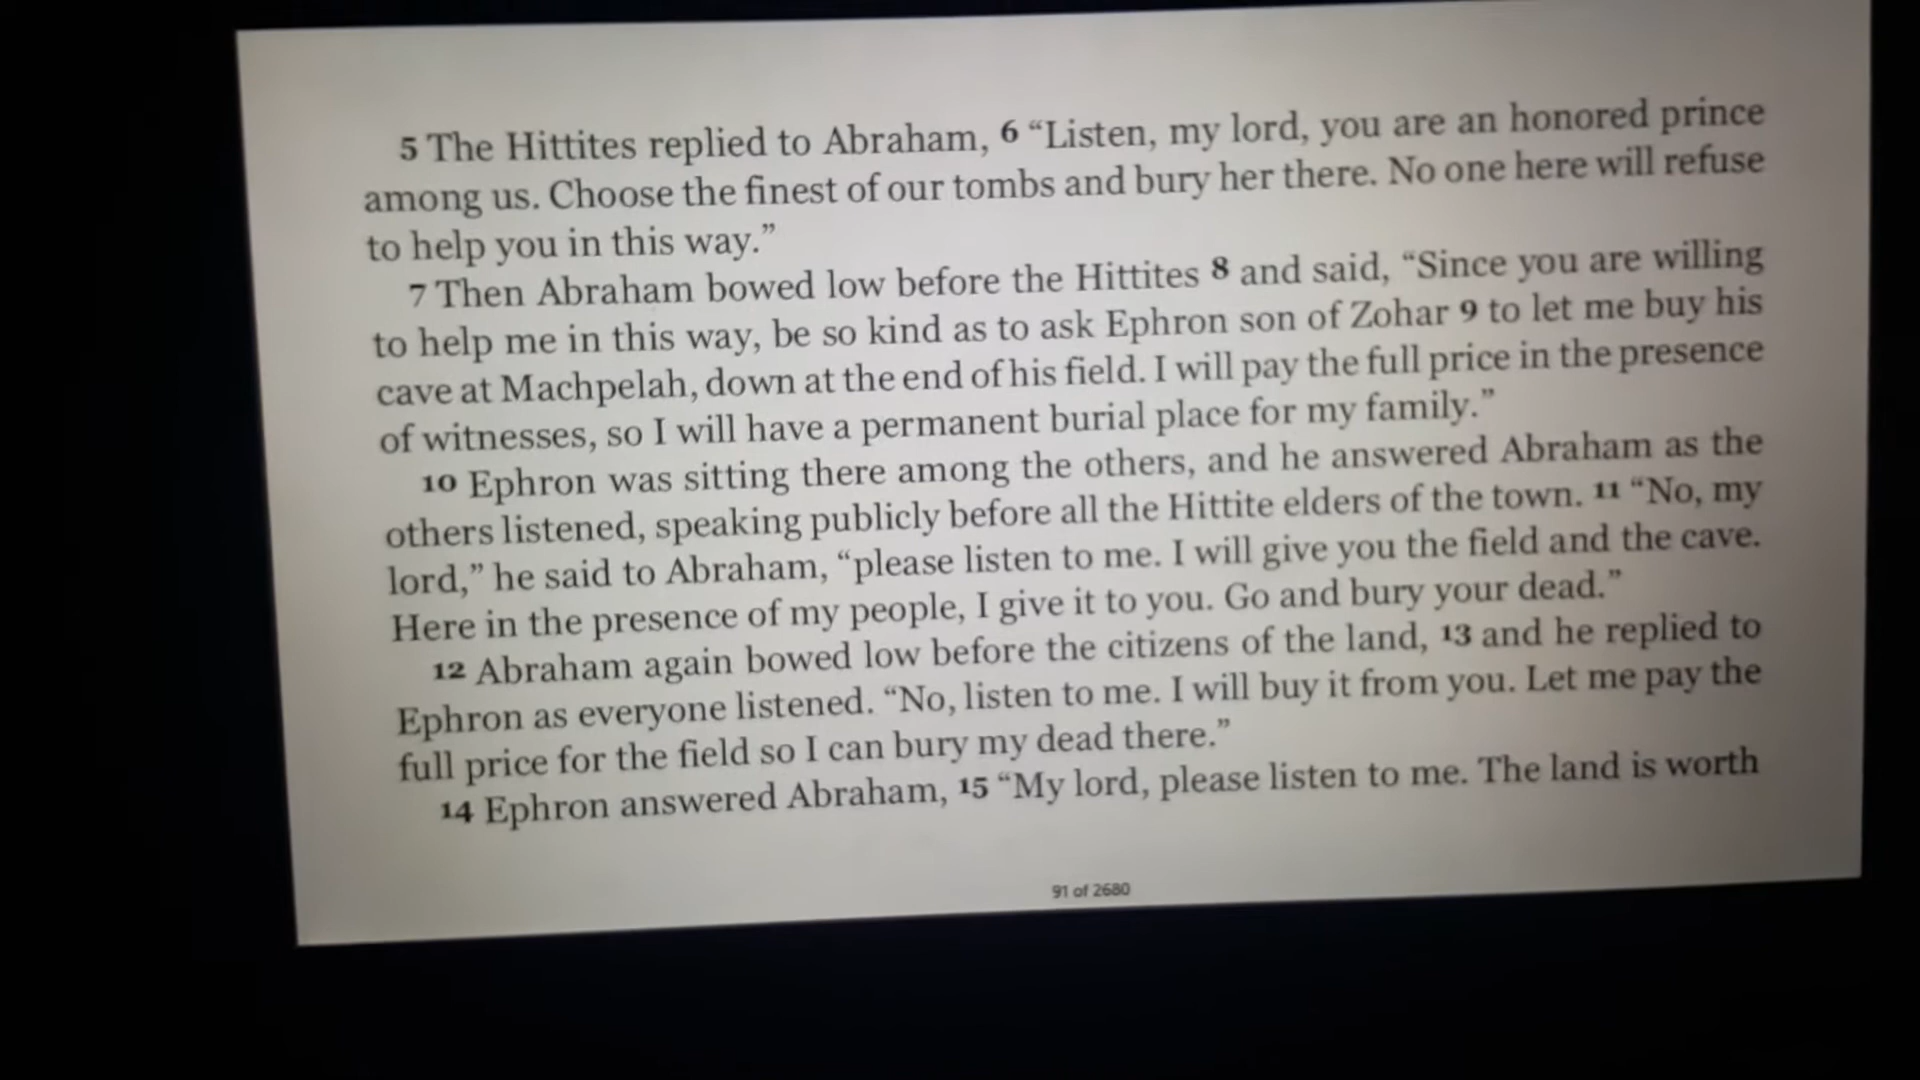 5 The Hittites replied to Abraham, 6 “Listen, my lord, you are an honored prince
among us. Choose the finest of our tombs and bury her there. No one here will refuse
to help you in this way.”
7 Then Abraham bowed low before the Hittites 8 and said, “Since you are willing
to help me in this way, be so kind as to ask Ephron son of Zohar 9 to let me buy his
cave at Machpelah, down at the end of his field. I will pay the full price in the presence
of witnesses, so I will have a permanent burial place for my family.”
10 Ephron was sitting there among the others, and he answered Abraham as the
others listened, speaking publicly before all the Hittite elders of the town. 11 “No, my
lord,” he said to Abraham, “please listen to me. I will give you the field and the cave.
Here in the presence of my people, I give it to you. Go and bury your dead.”
12 Abraham again bowed low before the citizens of the land, 13 and he replied to
Ephron as everyone listened. “No, listen to me. I will buy it from you. Let me pay the
full price for the field so I can bury my dead there.”
14 Ephron answered Abraham, 15 “My lord, please listen to me. The land is worth
91 of 2680